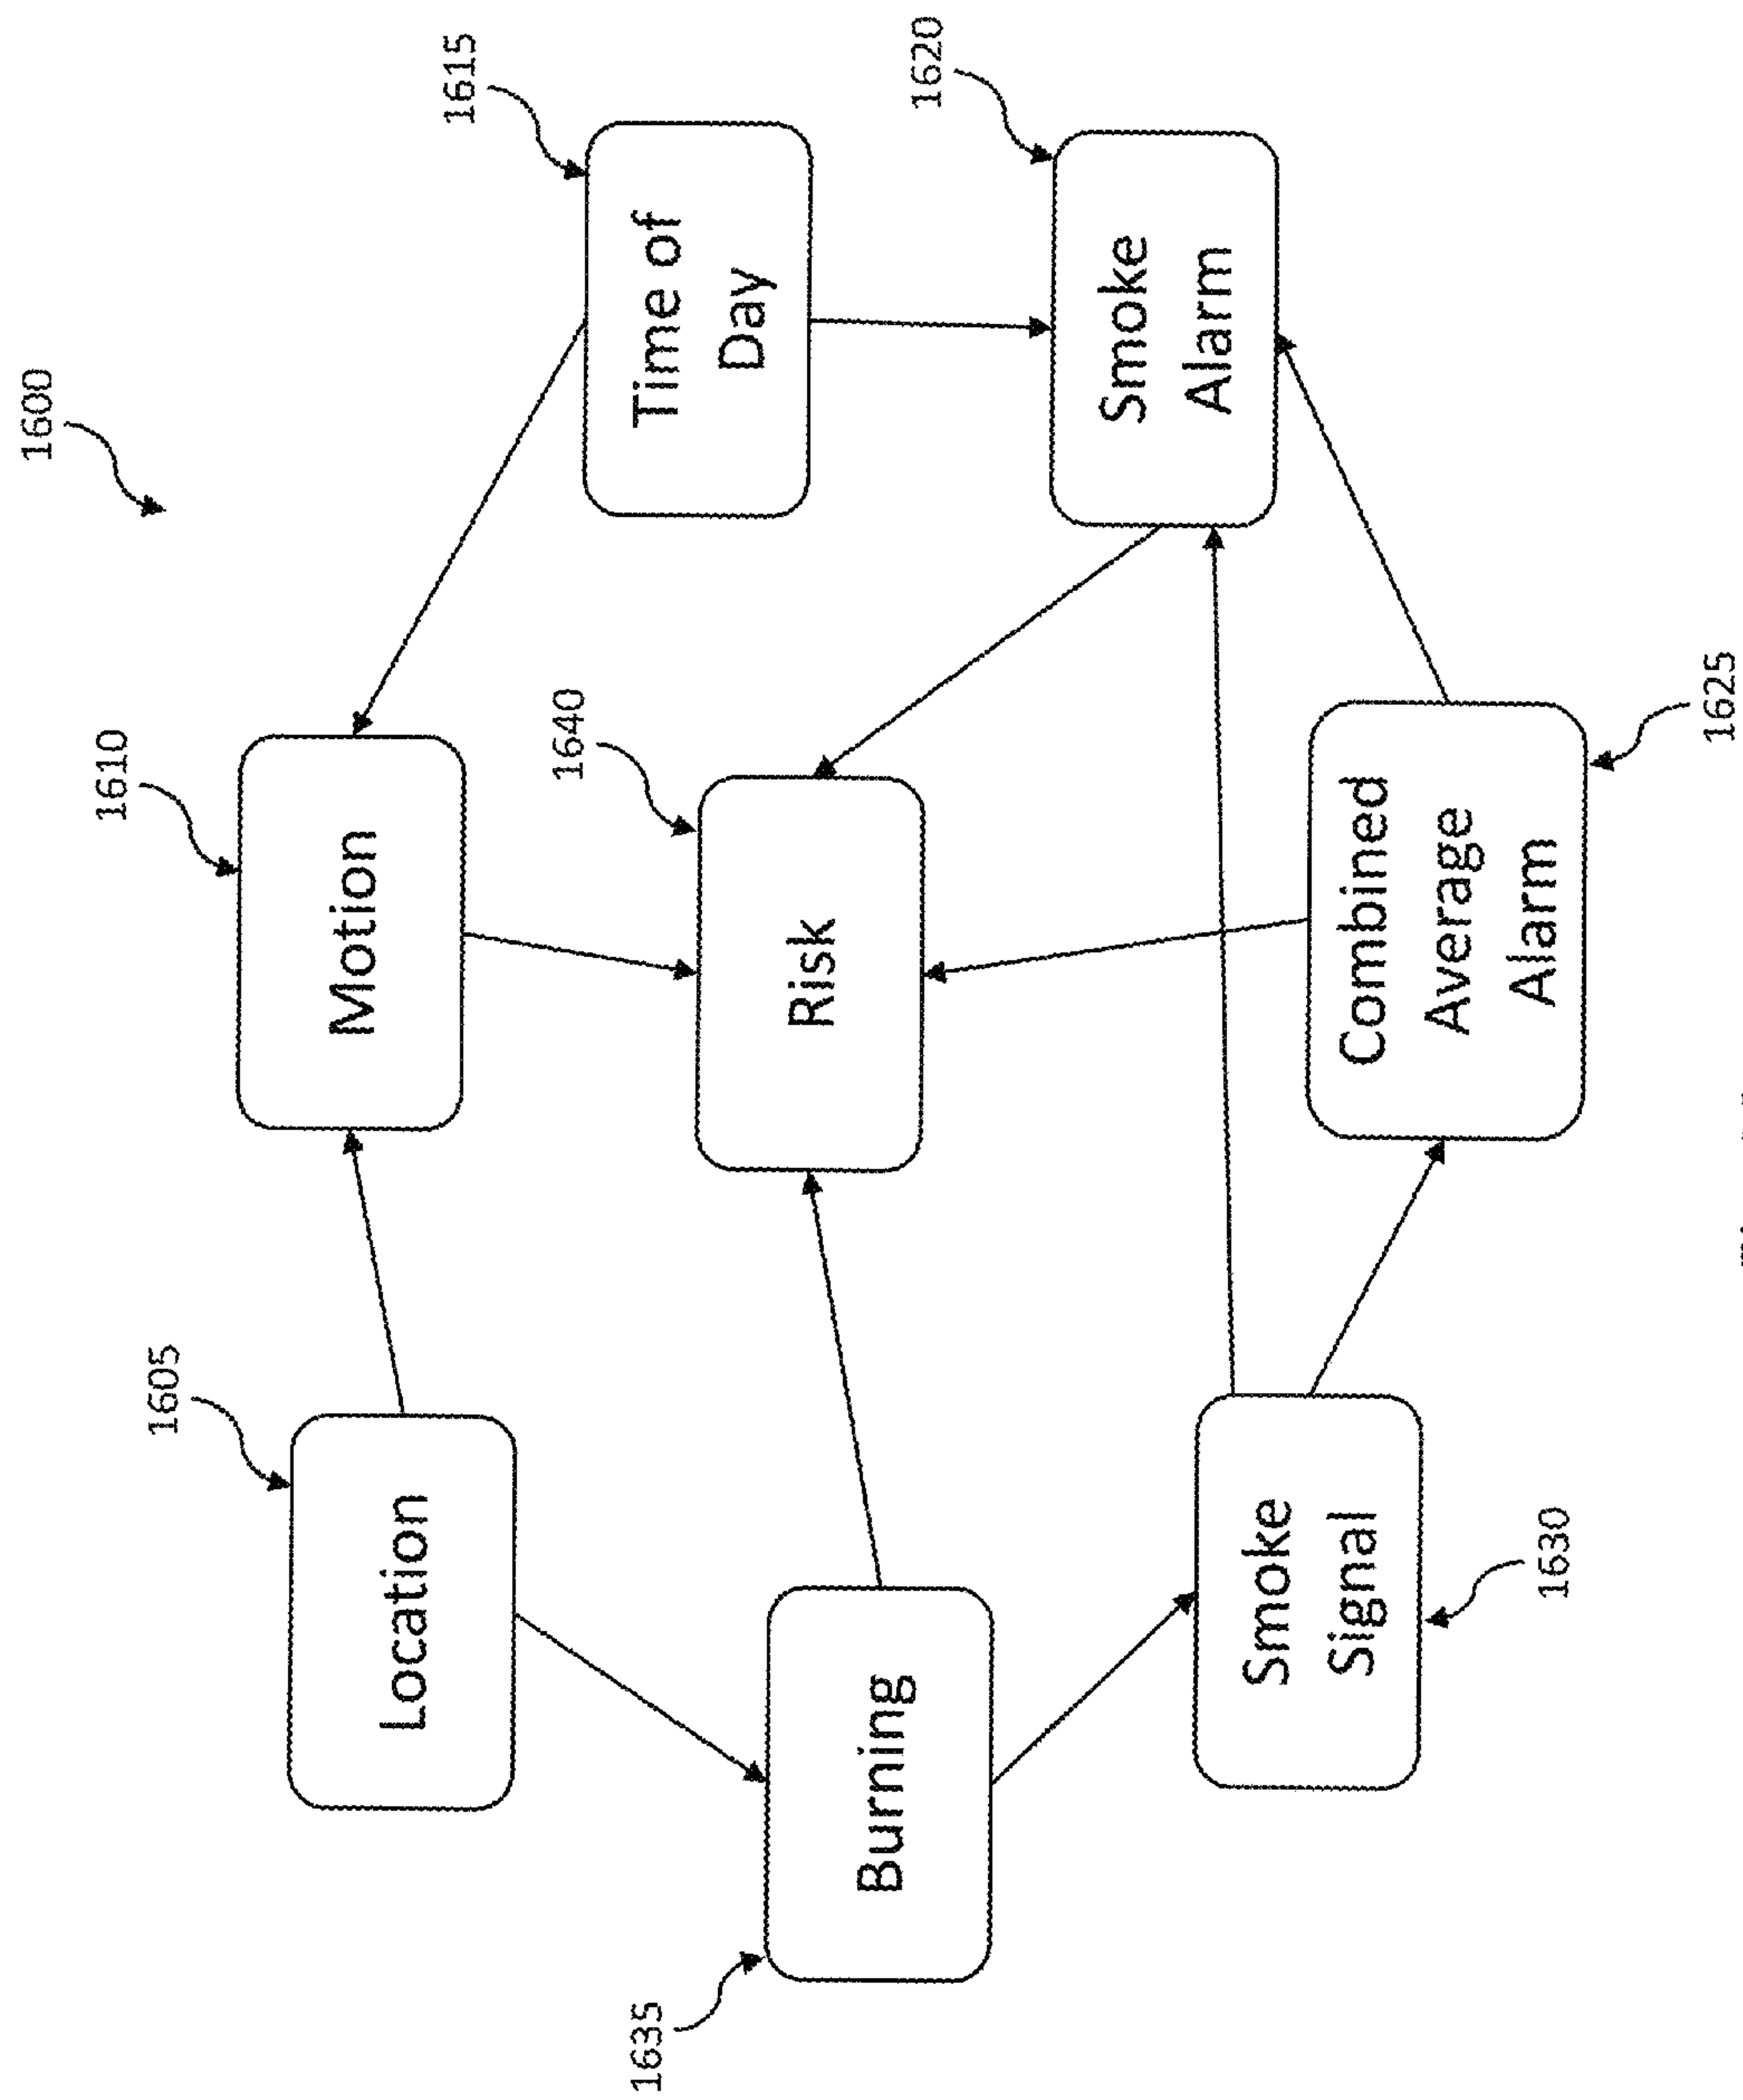 1600
1605
1610
1615
Location
Motion
Time of
Day
1635
1640
1620
Burning
Risk
Smoke
Alarm
Smoke
Signal
Combined
Average
Alarm
1630
1625